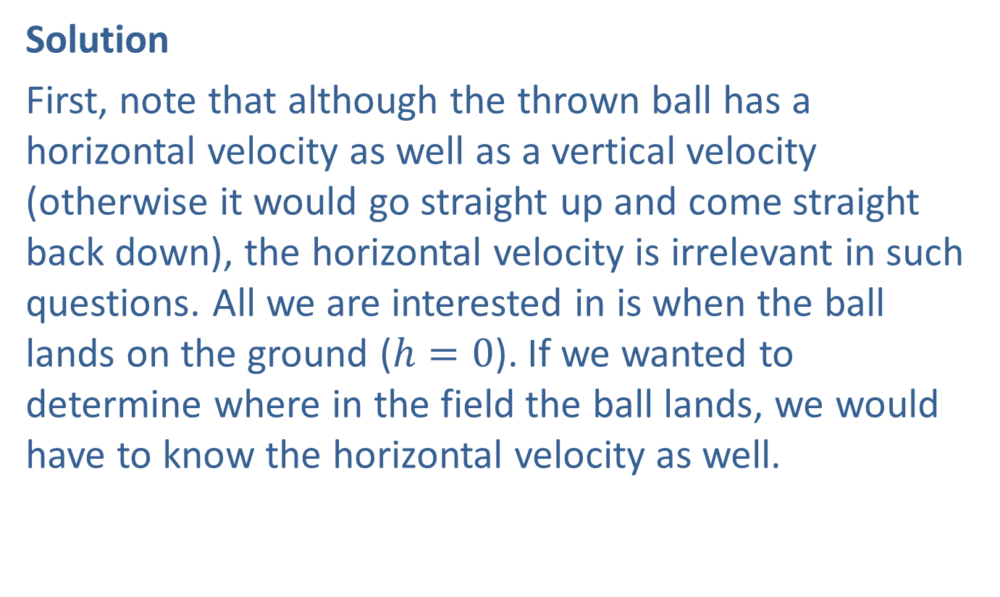 Solution
First, note that although the thrown ball has a
horizontal velocity as well as a vertical velocity
(otherwise it would go straight up and come straight
back down), the horizontal velocity is irrelevant in such
questions. All we are interested in is when the ball
lands on the ground (ℎ = 0). If we wanted to
determine where in the field the ball lands, we would
have to know the horizontal velocity as well.